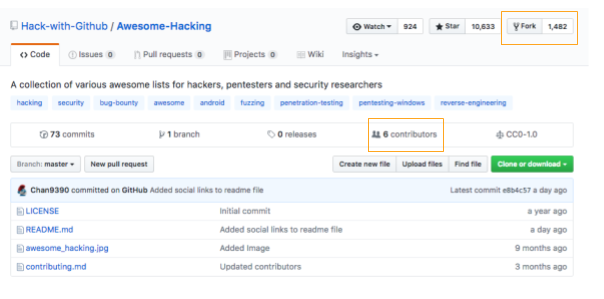 Hack-with-Github / Awesome-Hacking Watch 924 Star 10,633 Fork 1,482
Code Issues 0 Pull requests 0 Projects 0 Wiki Insights
A collection of various awesome lists for hackers, pentesters and security researchers
hacking security bug-bounty awesome android fuzzing penetration-testing pentesting-windows reverse-engineering
73 commits 1 branch 0 releases 6 contributors CC0-1.0
Branch: master New pull request Create new file Upload files Find file Clone or download
Chan9390 committed on GitHub Added social links to readme file Latest commit e8b4c57 a day ago
LICENSE Initial commit a year ago
README.md Added social links to readme file a day ago
awesome_hacking.jpg Added Image 9 months ago
contributing.md Updated contributors 3 months ago